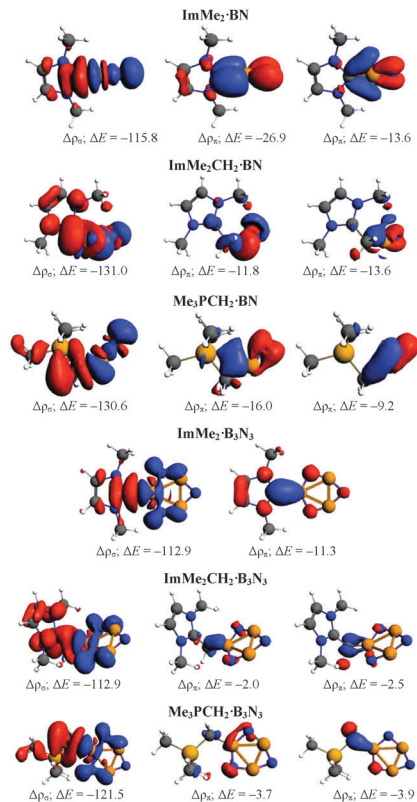 ImMe₂·BN
Δρσ; ΔE = –115.8 Δρπ; ΔE = –26.9 Δρπ; ΔE = –13.6
ImMe₂CH₂·BN
Δρσ; ΔE = –131.0 Δρπ; ΔE = –11.8 Δρπ; ΔE = –13.6
Me₃PCH₂·BN
Δρσ; ΔE = –130.6 Δρπ; ΔE = –16.0 Δρπ; ΔE = –9.2
ImMe₂·B₃N₃
Δρσ; ΔE = –112.9 Δρπ; ΔE = –11.3
ImMe₂CH₂·B₃N₃
Δρσ; ΔE = –112.9 Δρπ; ΔE = –2.0 Δρπ; ΔE = –2.5
Me₃PCH₂·B₃N₃
Δρσ; ΔE = –121.5 Δρπ; ΔE = –3.7 Δρπ; ΔE = –3.9